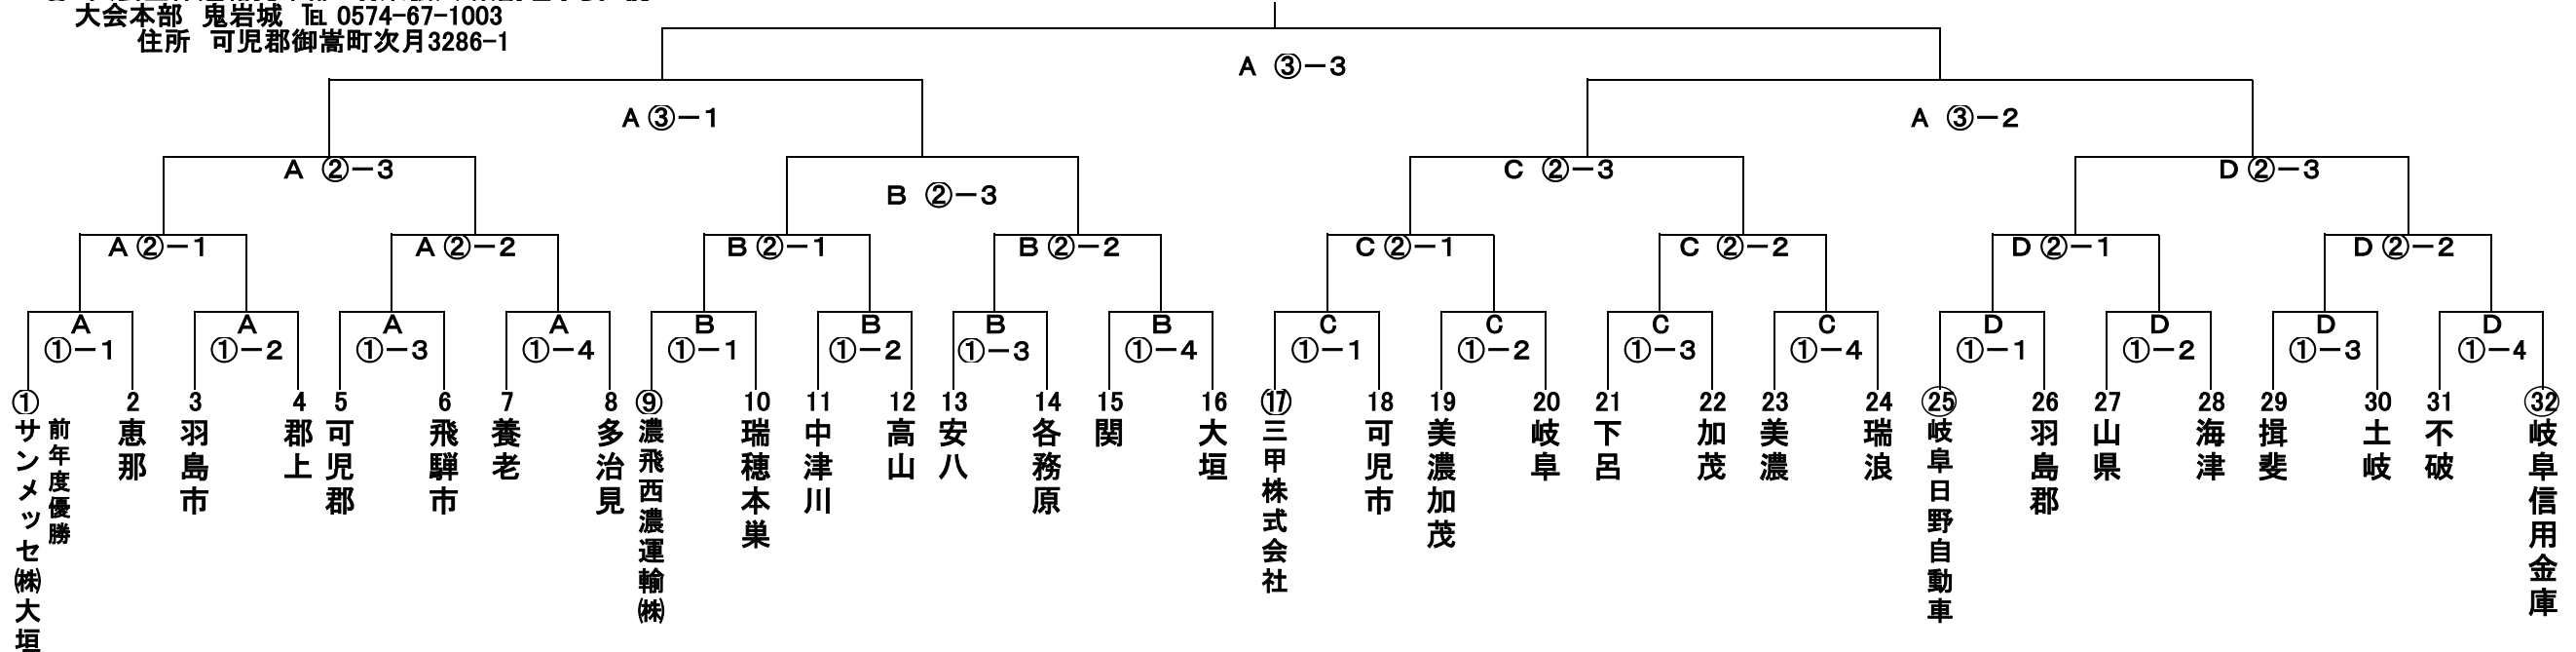 大会本部 鬼岩城 ℡ 0574-67-1003
住所 可児郡御嵩町次月3286-1
A ③－3
A ③－1
A ③－2
A ②－3
B ②－3
C ②－3
D ②－3
A ②－1
A ②－2
B ②－1
B ②－2
C ②－1
C ②－2
D ②－1
D ②－2
A
①－1
A
①－2
A
①－3
A
①－4
B
①－1
B
①－2
B
①－3
B
①－4
C
①－1
C
①－2
C
①－3
C
①－4
D
①－1
D
①－2
D
①－3
D
①－4
①
サンメッセ㈱大垣
前年度優勝
2
恵那
3
羽島市
4
郡上
5
可児郡
6
飛騨市
7
養老
8
多治見
⑨
濃飛西濃運輸㈱
10
瑞穂本巣
11
中津川
12
高山
13
安八
14
各務原
15
関
16
大垣
⑰
三甲株式会社
18
可児市
19
美濃加茂
20
岐阜
21
下呂
22
加茂
23
美濃
24
瑞浪
㉕
岐阜日野自動車
26
羽島郡
27
山県
28
海津
29
揖斐
30
土岐
31
不破
㉜
岐阜信用金庫